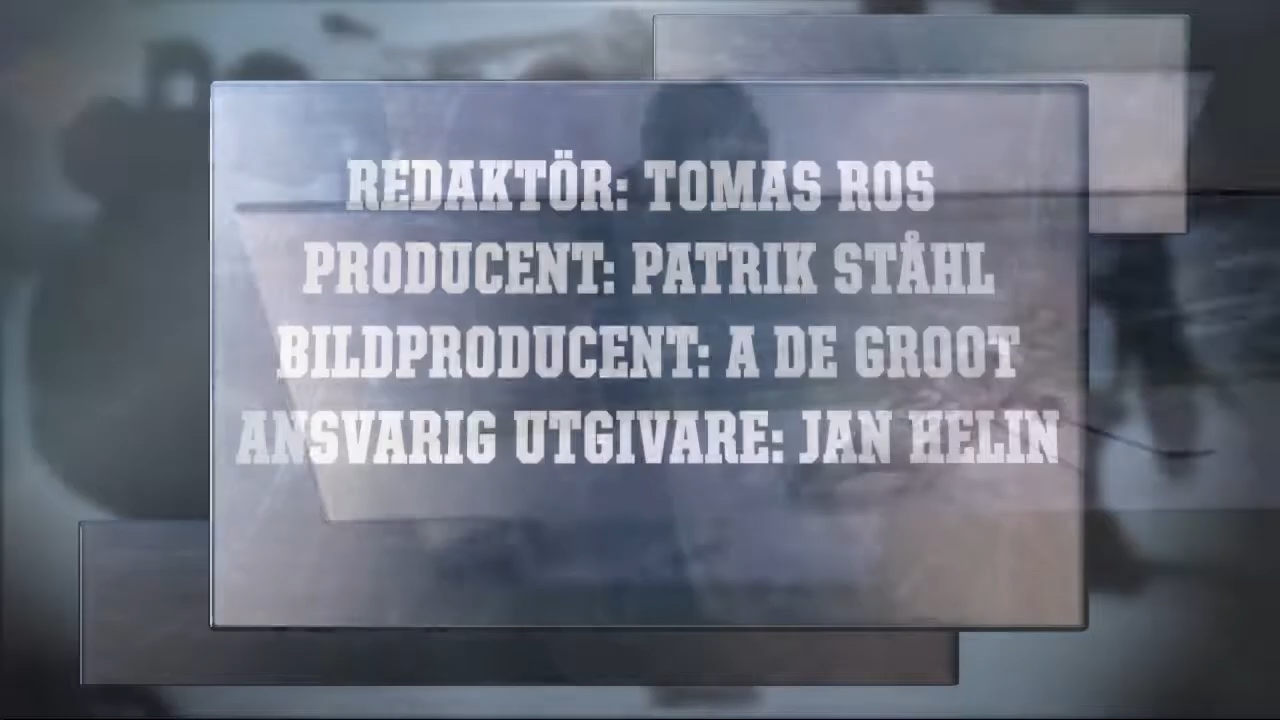 REDAKTÖR: TOMAS ROS
PRODUCENT: PATRIK STÅHL
BILDPRODUCENT: A DE GROOT
ANSVARIG UTGIVARE: JAN HELIN